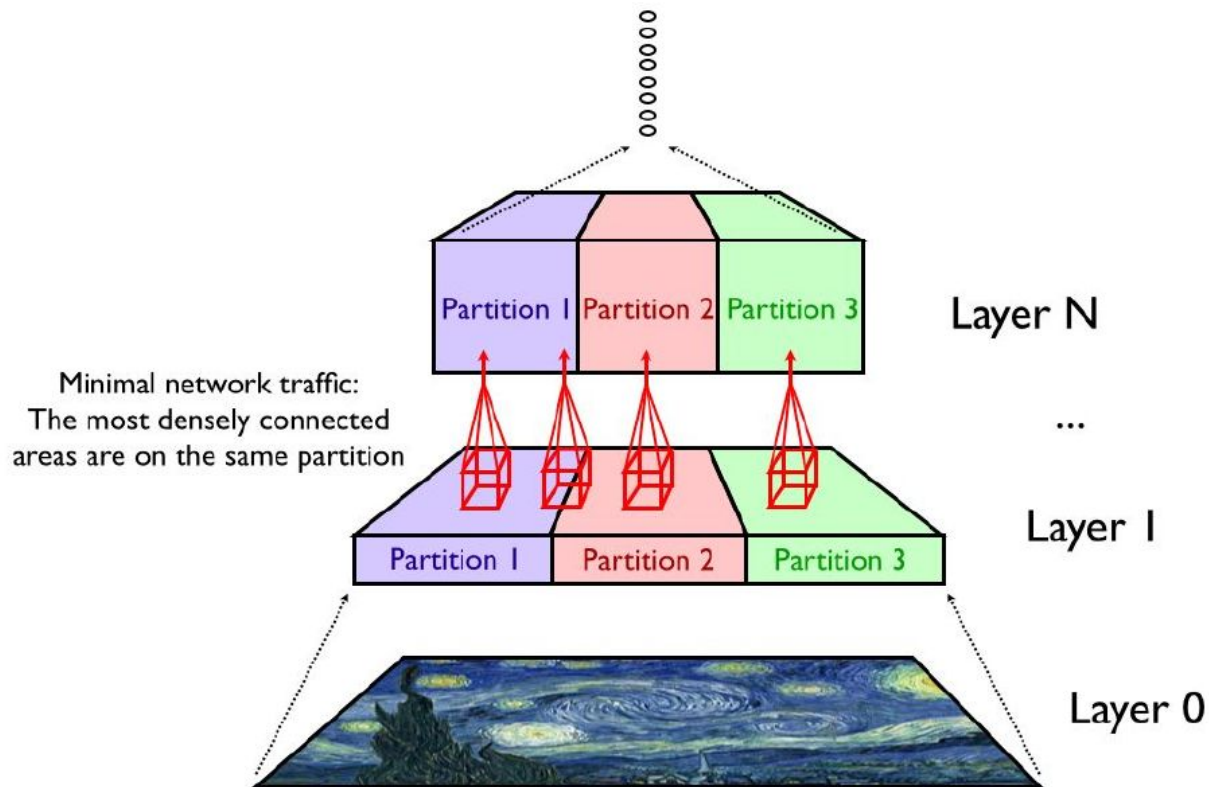 Partition 1
Partition 2
Partition 3
Layer N
Minimal network traffic:
The most densely connected
areas are on the same partition
...
Layer 1
Partition 1
Partition 2
Partition 3
Layer 0